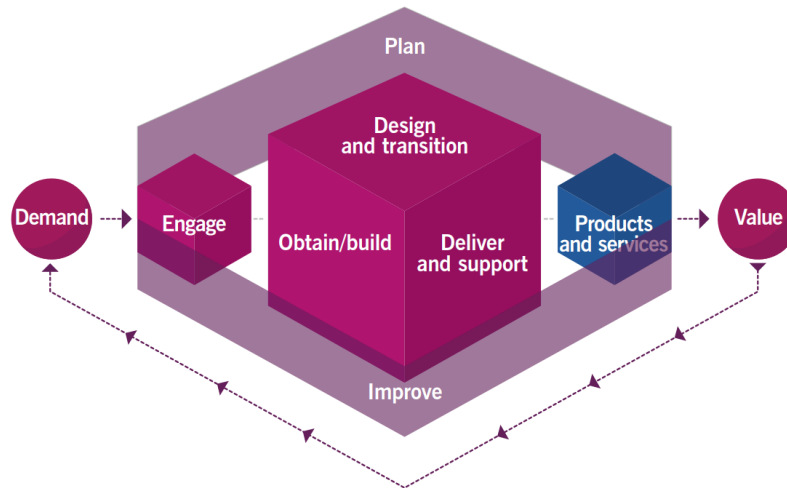 Plan
Design
and transition
Demand
Engage
Obtain/build
Deliver
and support
Products
and services
Value
Improve